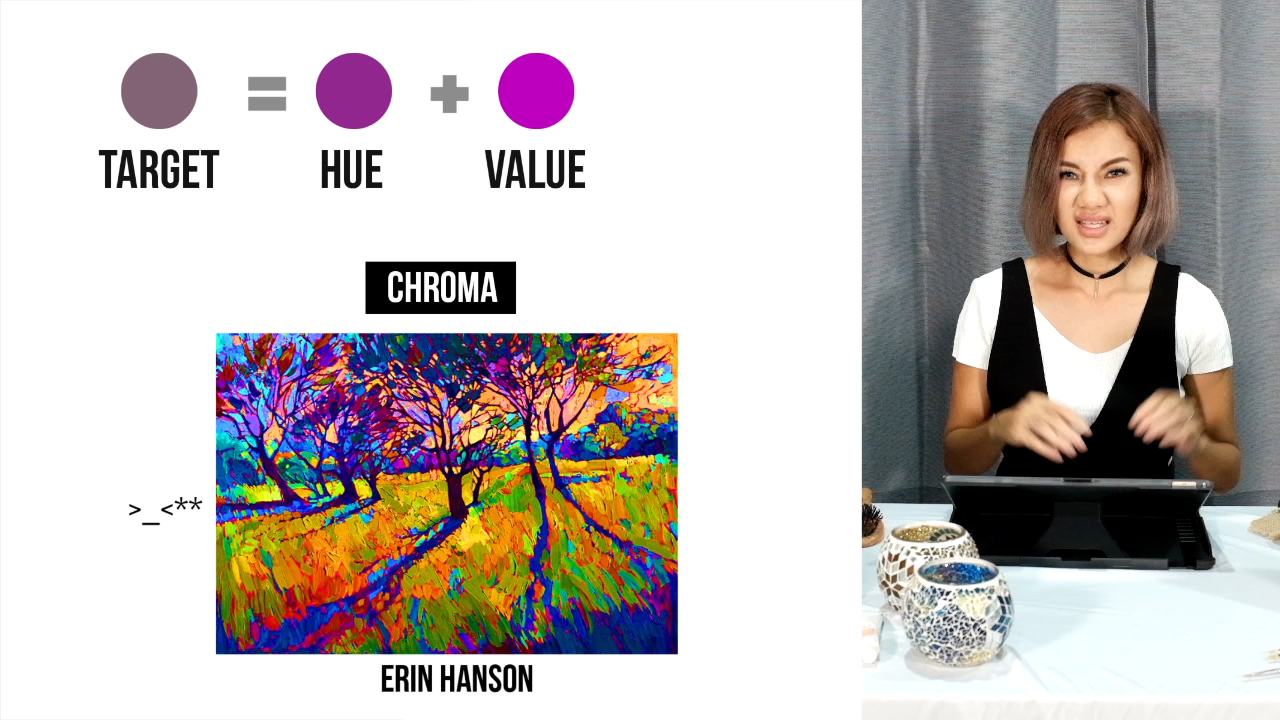 TARGET = HUE + VALUE
CHROMA
>_<**
ERIN HANSON